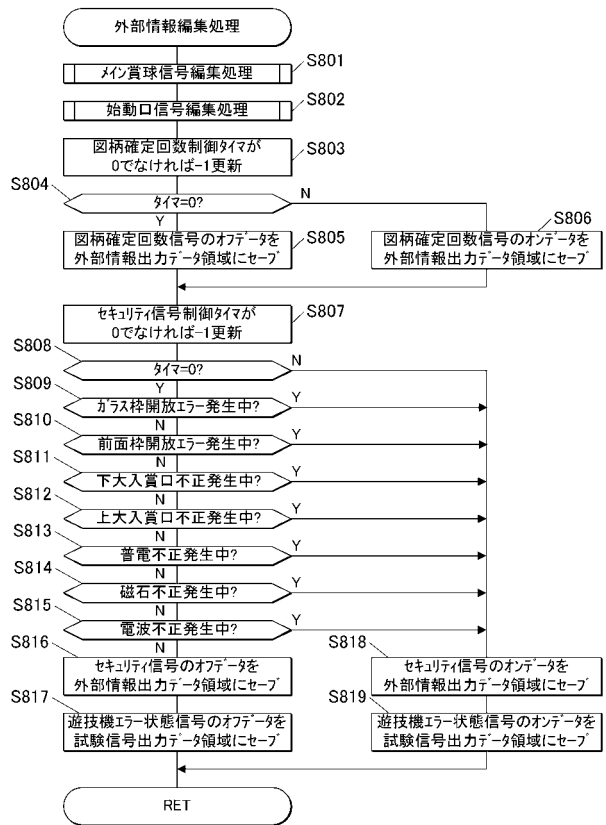 外部情報編集処理
メイン賞球信号編集処理
S801
始動口信号編集処理
S802
図柄確定回数制御タイマが
0でなければ-1更新
S803
S804
タイマ=0?
N
Y
図柄確定回数信号のオフデータを
外部情報出力データ領域にセーブ
S805
S806
図柄確定回数信号のオンデータを
外部情報出力データ領域にセーブ
セキュリティ信号制御タイマが
0でなければ-1更新
S807
S808
タイマ=0?
N
Y
S809
ガラス枠開放エラー発生中?
Y
N
S810
前面枠開放エラー発生中?
Y
N
S811
下大入賞口不正発生中?
Y
N
S812
上大入賞口不正発生中?
Y
N
S813
普電不正発生中?
Y
N
S814
磁石不正発生中?
Y
N
S815
電波不正発生中?
Y
N
S816
セキュリティ信号のオフデータを
外部情報出力データ領域にセーブ
S818
セキュリティ信号のオンデータを
外部情報出力データ領域にセーブ
S817
遊技機エラー状態信号のオフデータを
試験信号出力データ領域にセーブ
S819
遊技機エラー状態信号のオンデータを
試験信号出力データ領域にセーブ
RET